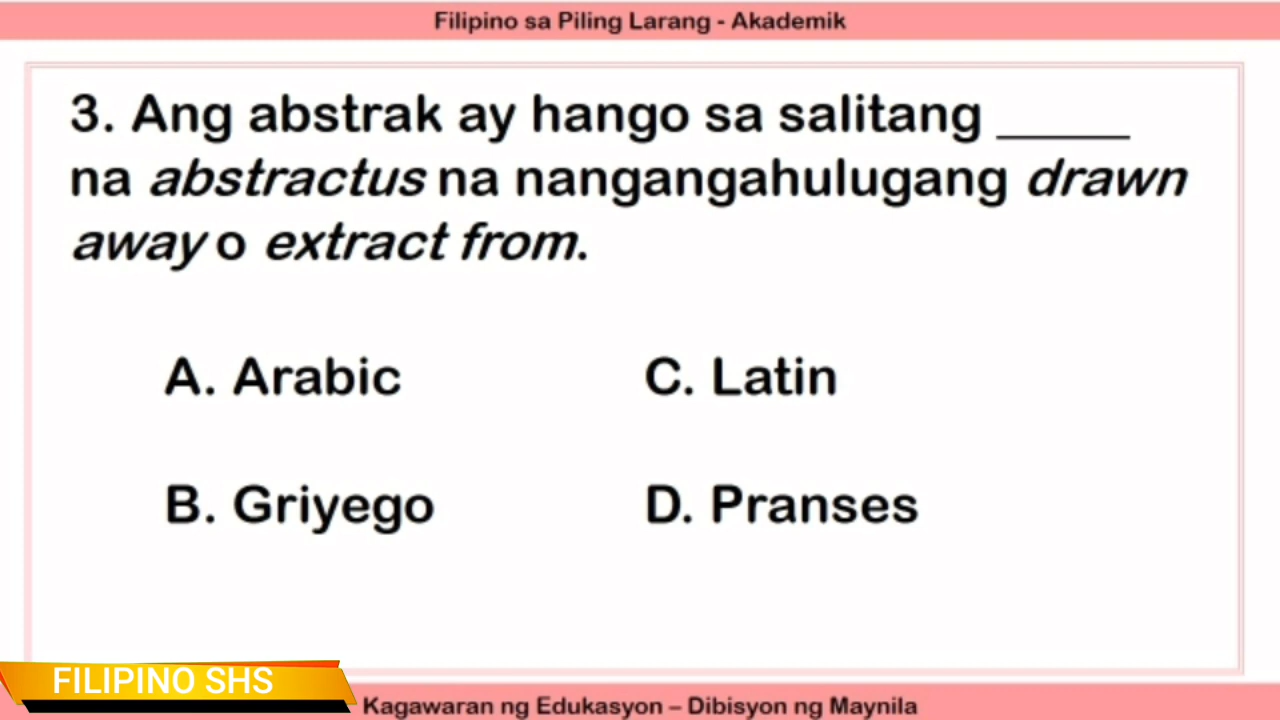 Filipino sa Piling Larang - Akademik
3. Ang abstrak ay hango sa salitang _____
na abstractus na nangangahulugang drawn
away o extract from.
A. Arabic
C. Latin
B. Griyego
D. Pranses
FILIPINO SHS
Kagawaran ng Edukasyon – Dibisyon ng Maynila